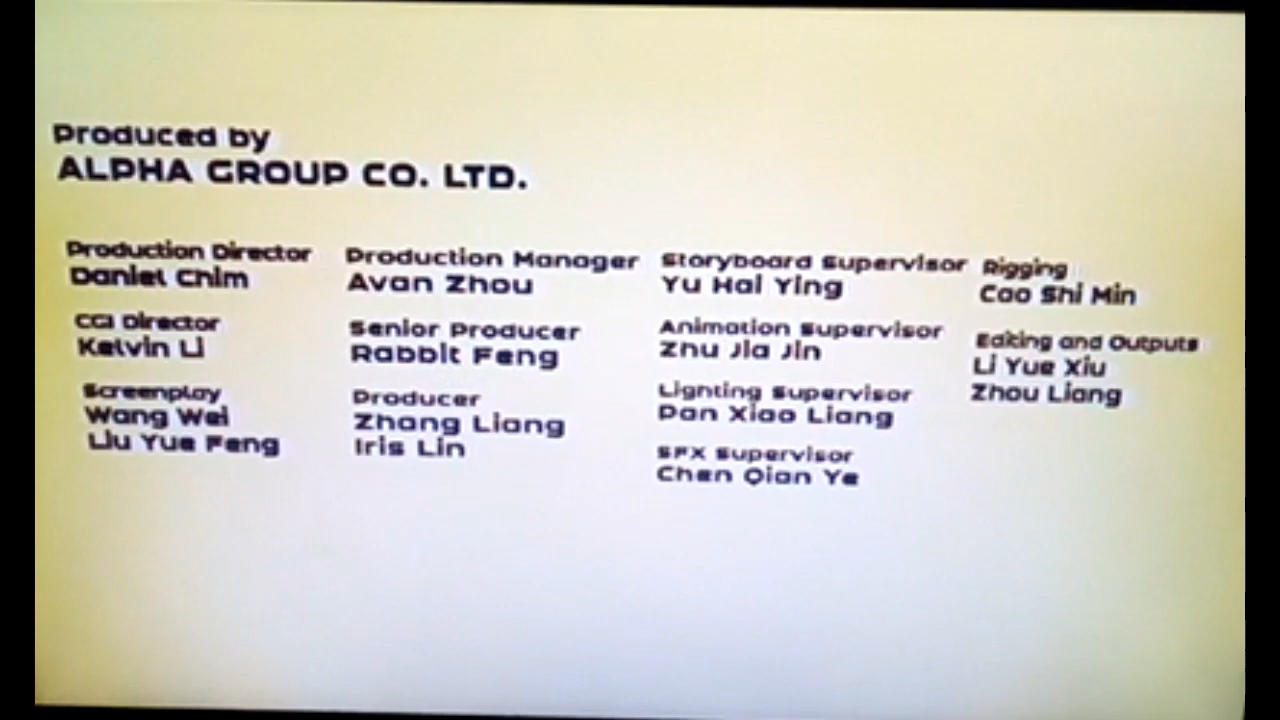 Produced by
ALPHA GROUP CO. LTD.
Production Director
Daniel Chim
CGI Director
Kelvin Li
Screenplay
Wang Wei
Liu Yue Feng
Production Manager
Avan Zhou
Senior Producer
Rabbit Feng
Producer
Zhang Liang
Iris Lin
Storyboard Supervisor
Yu Hai Ying
Animation Supervisor
Zhu Jia Jin
Lighting Supervisor
Pan Xiao Liang
SFX Supervisor
Chen Qian Ye
Rigging
Cao Shi Min
Editing and Outputs
Li Yue Xiu
Zhou Liang